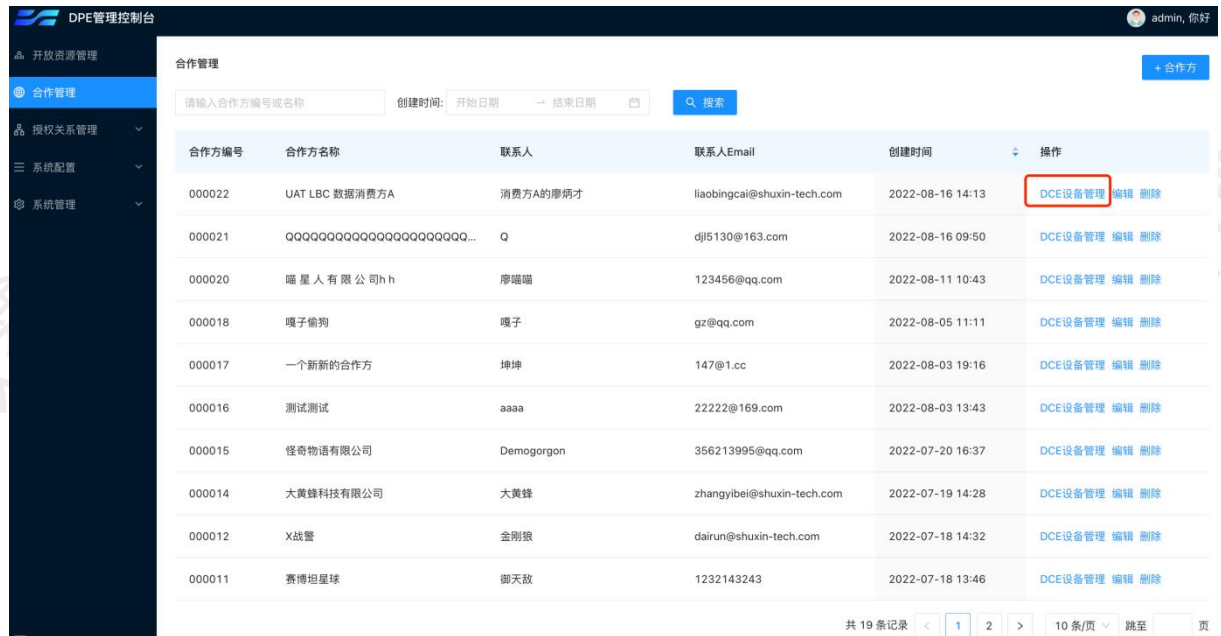 DPE管理控制台
admin, 你好
开放资源管理
合作管理
授权关系管理
系统配置
系统管理
合作管理
+ 合作方
请输入合作方编号或名称 创建时间: 开始日期 → 结束日期 搜索
合作方编号 合作方名称 联系人 联系人Email 创建时间 操作
000022 UAT LBC 数据消费方A 消费方A的廖炳才 liaobingcai@shuxin-tech.com 2022-08-16 14:13 DCE设备管理 编辑 删除
000021 QQQQQQQQQQQQQQQQQQQQQQ... Q djl5130@163.com 2022-08-16 09:50 DCE设备管理 编辑 删除
000020 喵 星 人 有 限 公 司h h 廖喵喵 123456@qq.com 2022-08-11 10:43 DCE设备管理 编辑 删除
000018 嘎子偷狗 嘎子 gz@qq.com 2022-08-05 11:11 DCE设备管理 编辑 删除
000017 一个新新的合作方 坤坤 147@1.cc 2022-08-03 19:16 DCE设备管理 编辑 删除
000016 测试测试 aaaa 22222@169.com 2022-08-03 13:43 DCE设备管理 编辑 删除
000015 怪奇物语有限公司 Demogorgon 356213995@qq.com 2022-07-20 16:37 DCE设备管理 编辑 删除
000014 大黄蜂科技有限公司 大黄蜂 zhangyibei@shuxin-tech.com 2022-07-19 14:28 DCE设备管理 编辑 删除
000012 X战警 金刚狼 dairun@shuxin-tech.com 2022-07-18 14:32 DCE设备管理 编辑 删除
000011 赛博坦星球 御天敌 1232143243 2022-07-18 13:46 DCE设备管理 编辑 删除
共 19 条记录 < 1 2 > 10 条/页 跳至 页